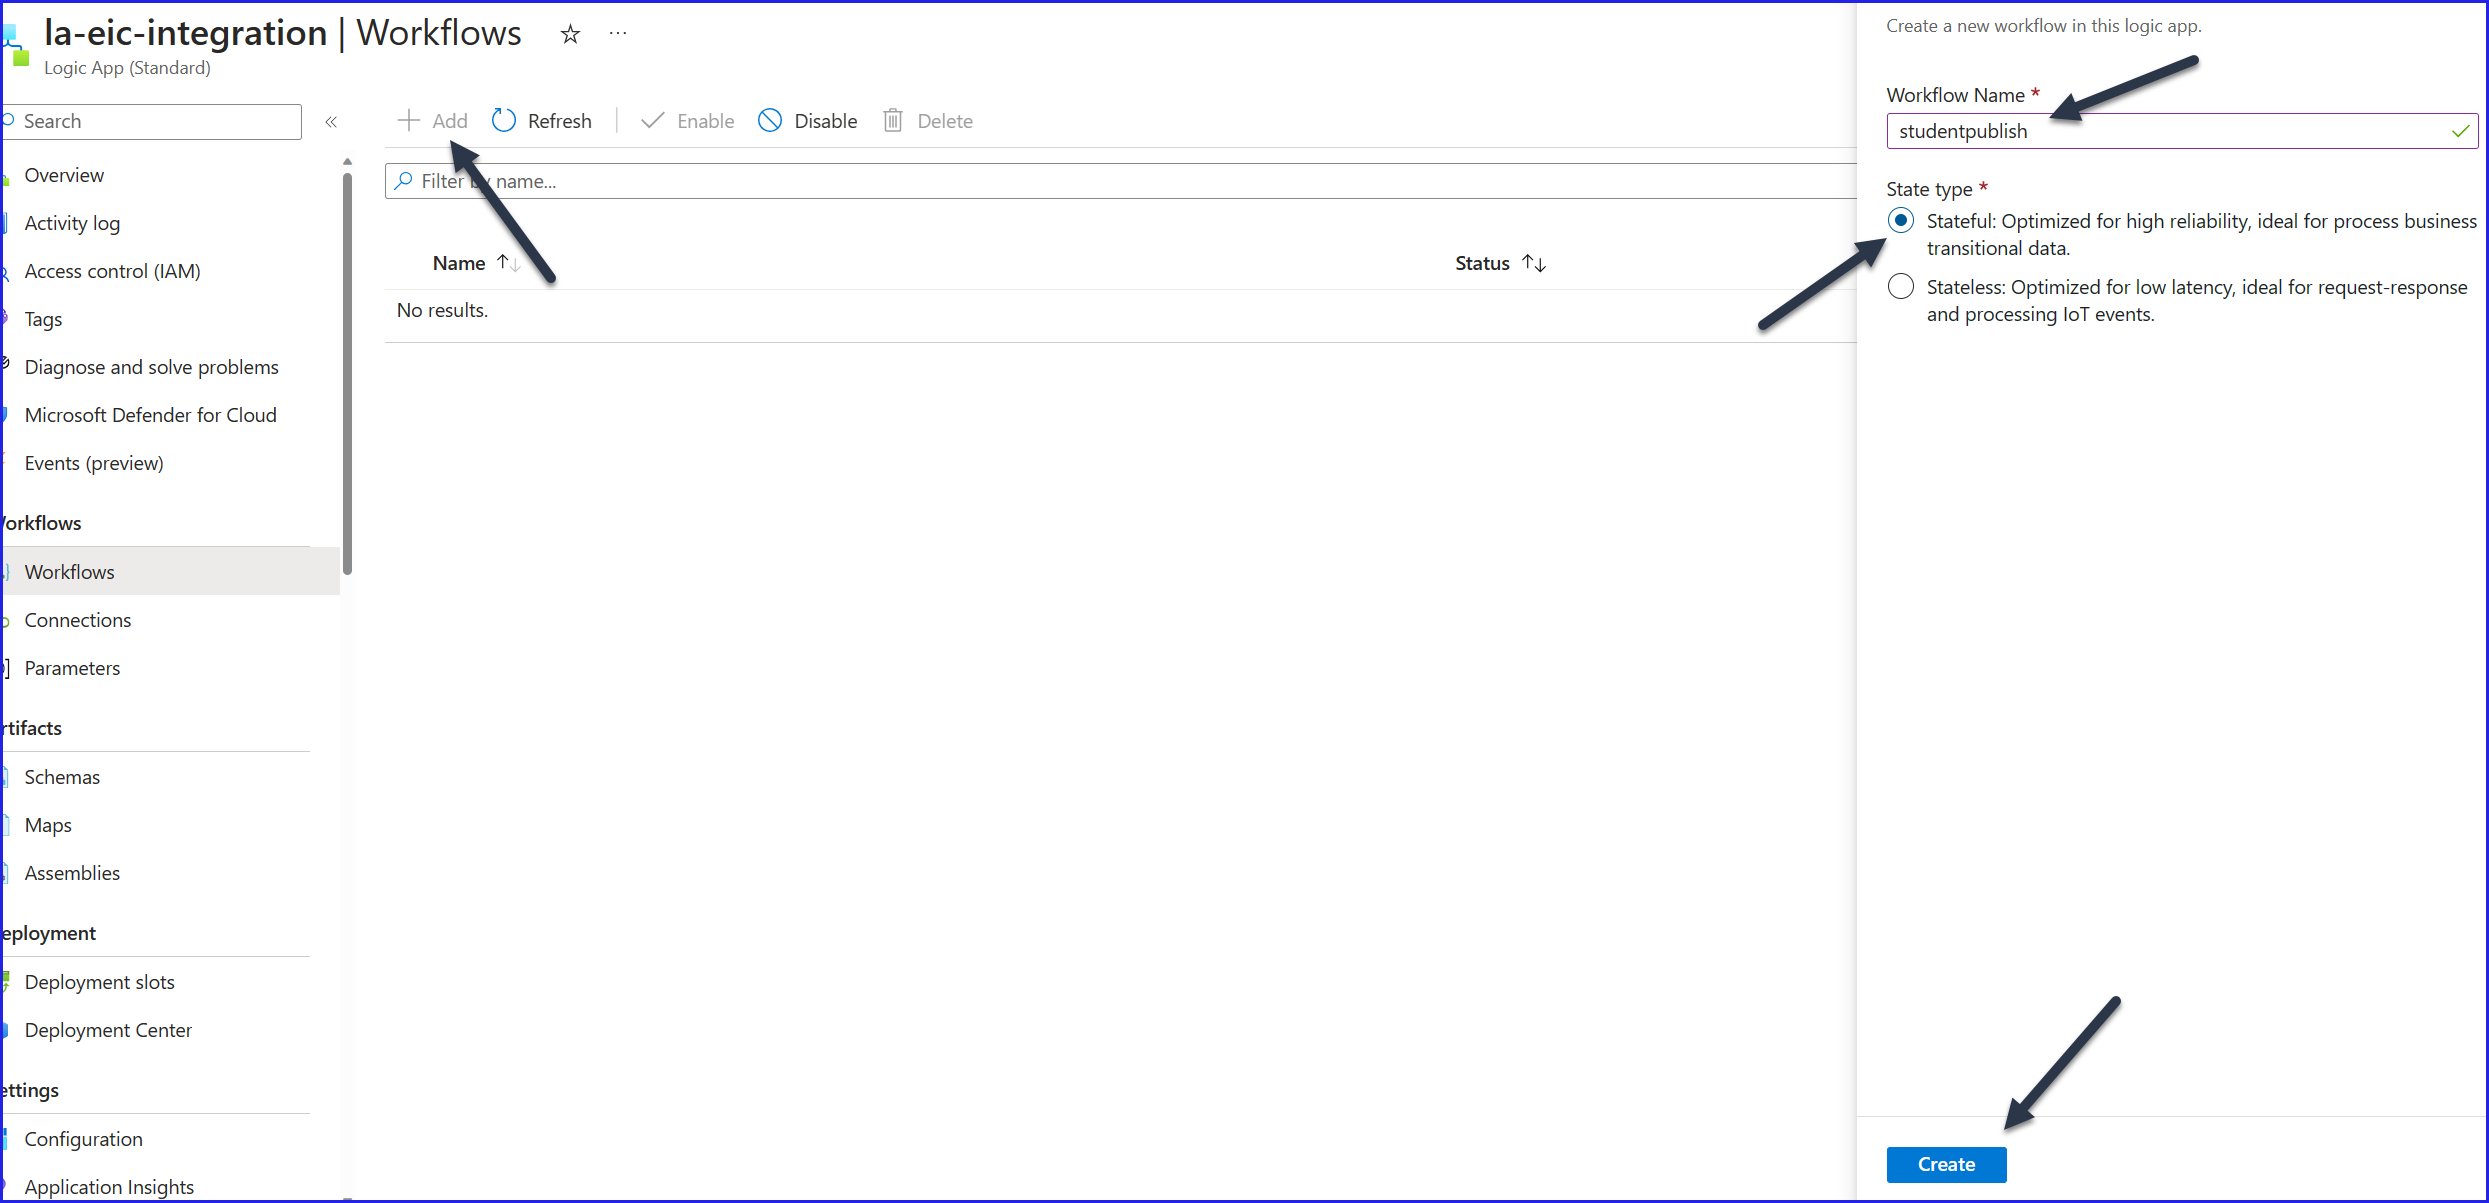 la-eic-integration | Workflows
Logic App (Standard)
Search
Overview
Activity log
Access control (IAM)
Tags
Diagnose and solve problems
Microsoft Defender for Cloud
Events (preview)
orkflows
Workflows
Connections
Parameters
rtifacts
Schemas
Maps
Assemblies
eployment
Deployment slots
Deployment Center
ettings
Configuration
Application Insights
Add Refresh Enable Disable Delete
Filter by name...
Name Status
No results.
Create a new workflow in this logic app.
Workflow Name *
studentpublish
State type *
Stateful: Optimized for high reliability, ideal for process business
transitional data.
Stateless: Optimized for low latency, ideal for request-response
and processing IoT events.
Create